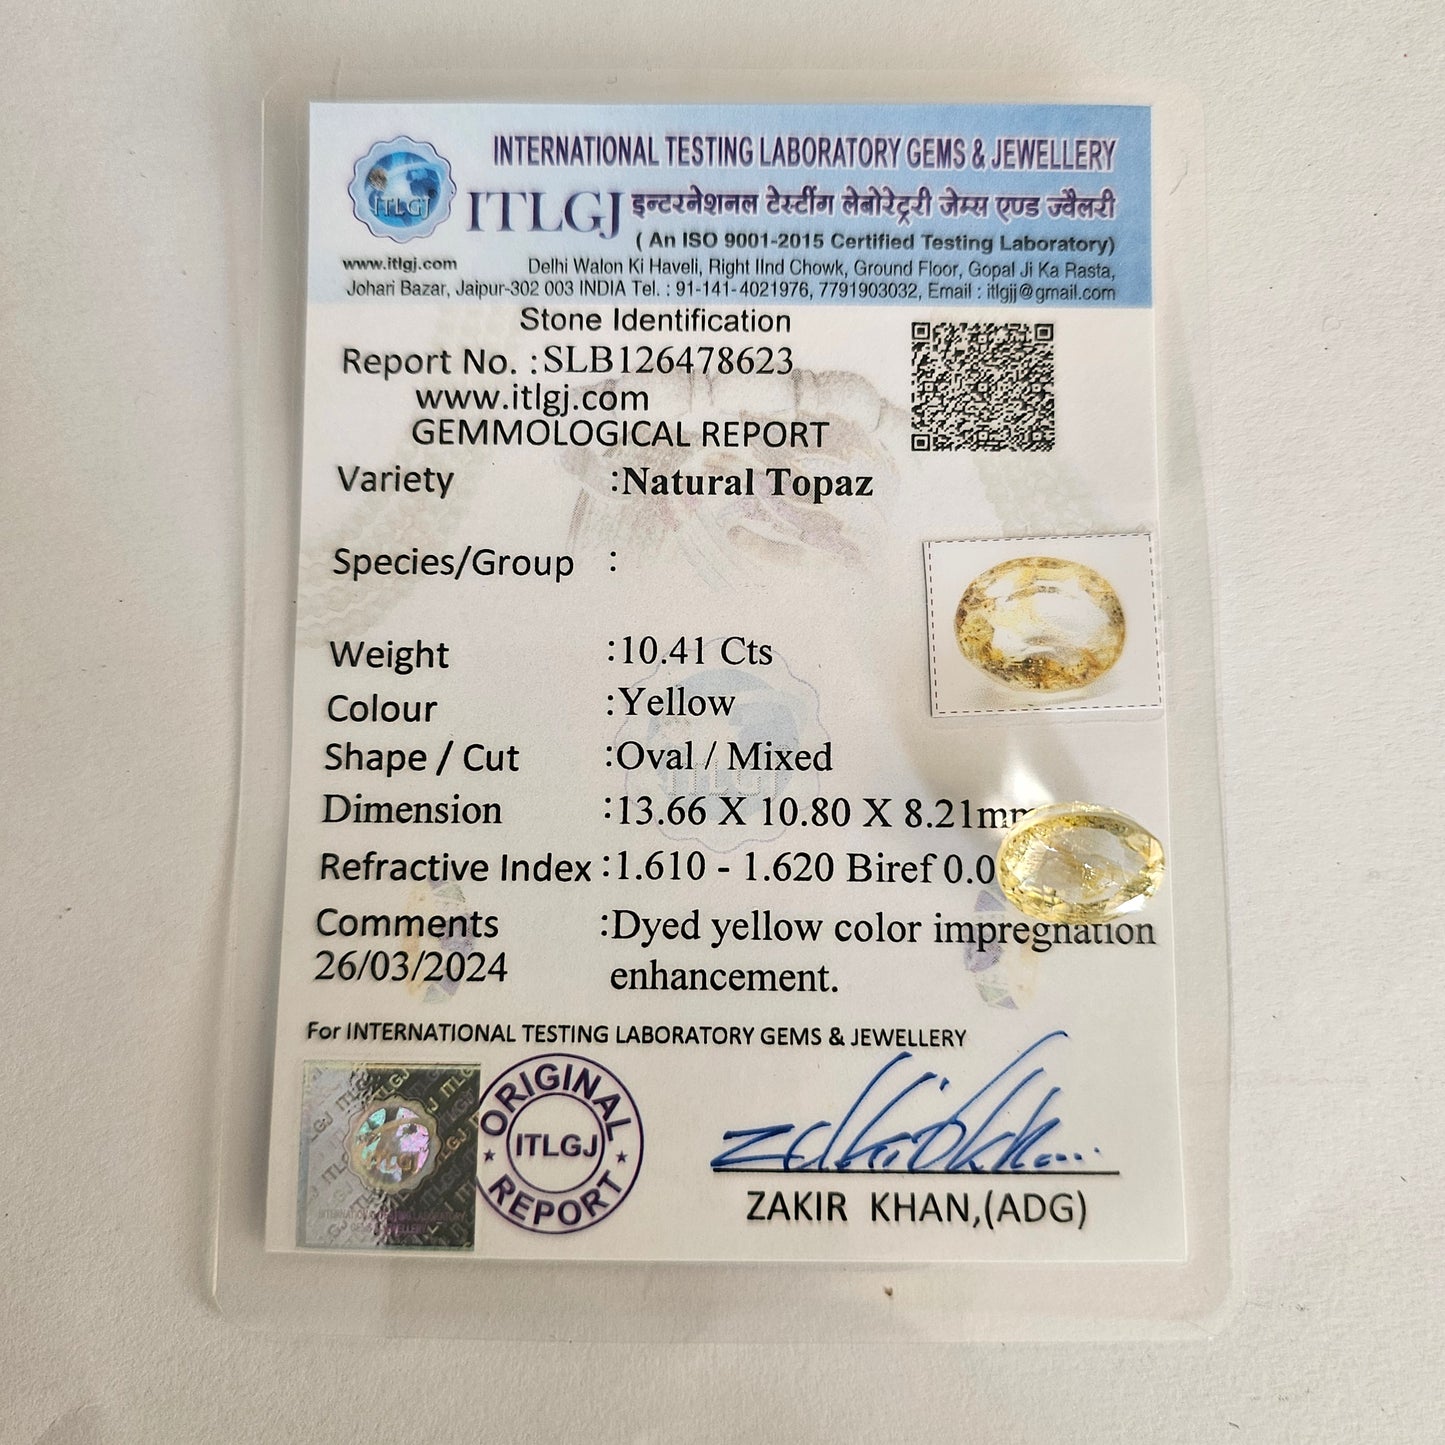 INTERNATIONAL TESTING LABORATORY GEMS & JEWELLERY
ITLGJ
ITLGJ इन्टरनेशनल टेस्टींग लेबोरेट्री जेम्स एण्ड ज्वैलरी
( An ISO 9001-2015 Certified Testing Laboratory)
www.itlgj.com Delhi Walon Ki Haveli, Right IInd Chowk, Ground Floor, Gopal Ji Ka Rasta,
Johari Bazar, Jaipur-302 003 INDIA Tel. : 91-141-4021976, 7791903032, Email : itlgjj@gmail.com
Stone Identification
Report No. :SLB126478623
www.itlgj.com
GEMMOLOGICAL REPORT
Variety :Natural Topaz
Species/Group :
Weight :10.41 Cts
Colour :Yellow
Shape / Cut :Oval / Mixed
Dimension :13.66 X 10.80 X 8.21mm
Refractive Index :1.610 - 1.620 Biref 0.0
Comments :Dyed yellow color impregnation
26/03/2024 enhancement.
For INTERNATIONAL TESTING LABORATORY GEMS & JEWELLERY
ORIGINAL
ITLGJ
REPORT
ZAKIR KHAN,(ADG)